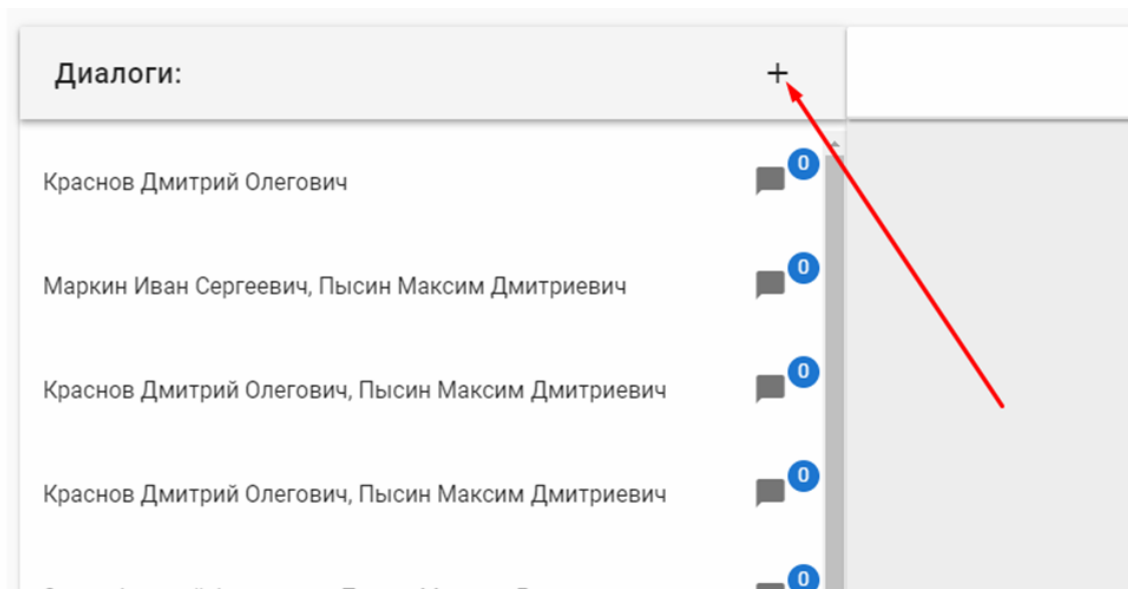 Диалоги: +
Краснов Дмитрий Олегович 0
Маркин Иван Сергеевич, Пысин Максим Дмитриевич 0
Краснов Дмитрий Олегович, Пысин Максим Дмитриевич 0
Краснов Дмитрий Олегович, Пысин Максим Дмитриевич 0
0